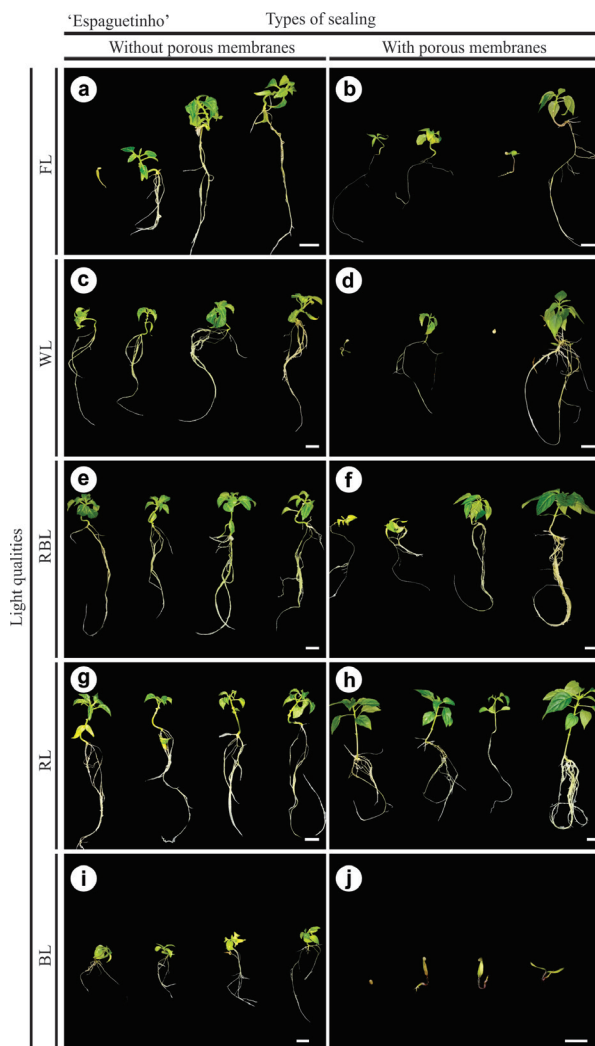 ‘Espaguetinho’ Types of sealing
Without porous membranes With porous membranes
Light qualities
FL
a b
WL
c d
RBL
e f
RL
g h
BL
i j